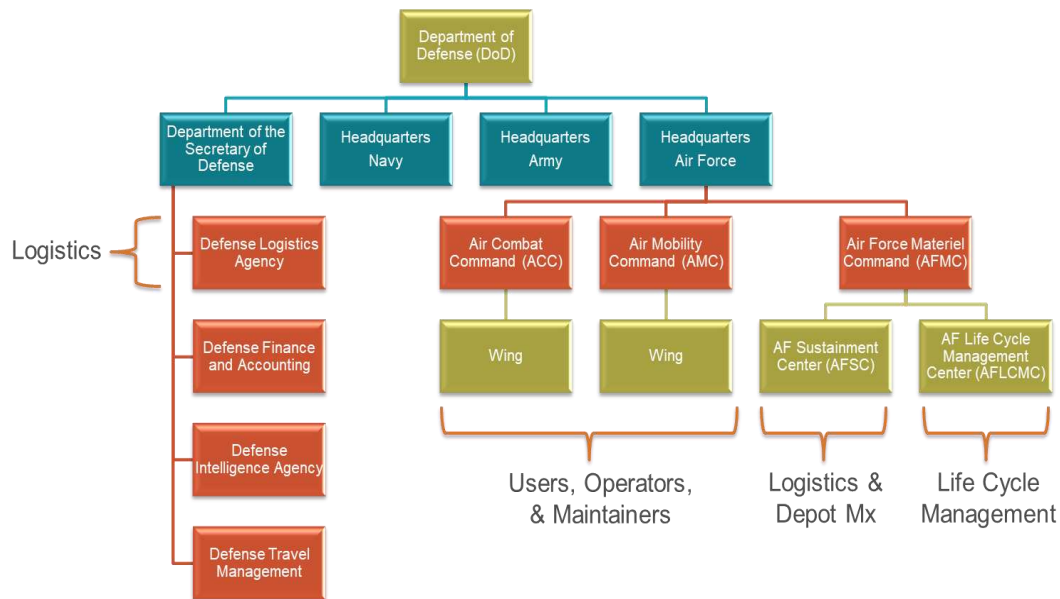 Department of
Defense (DoD)
Department of the
Secretary of
Defense
Headquarters
Navy
Headquarters
Army
Headquarters
Air Force
Logistics
Defense Logistics
Agency
Air Combat
Command (ACC)
Air Mobility
Command (AMC)
Air Force Materiel
Command (AFMC)
Defense Finance
and Accounting
Wing
Wing
AF Sustainment
Center (AFSC)
AF Life Cycle
Management
Center (AFLCMC)
Defense
Intelligence Agency
Users, Operators,
& Maintainers
Logistics &
Depot Mx
Life Cycle
Management
Defense Travel
Management